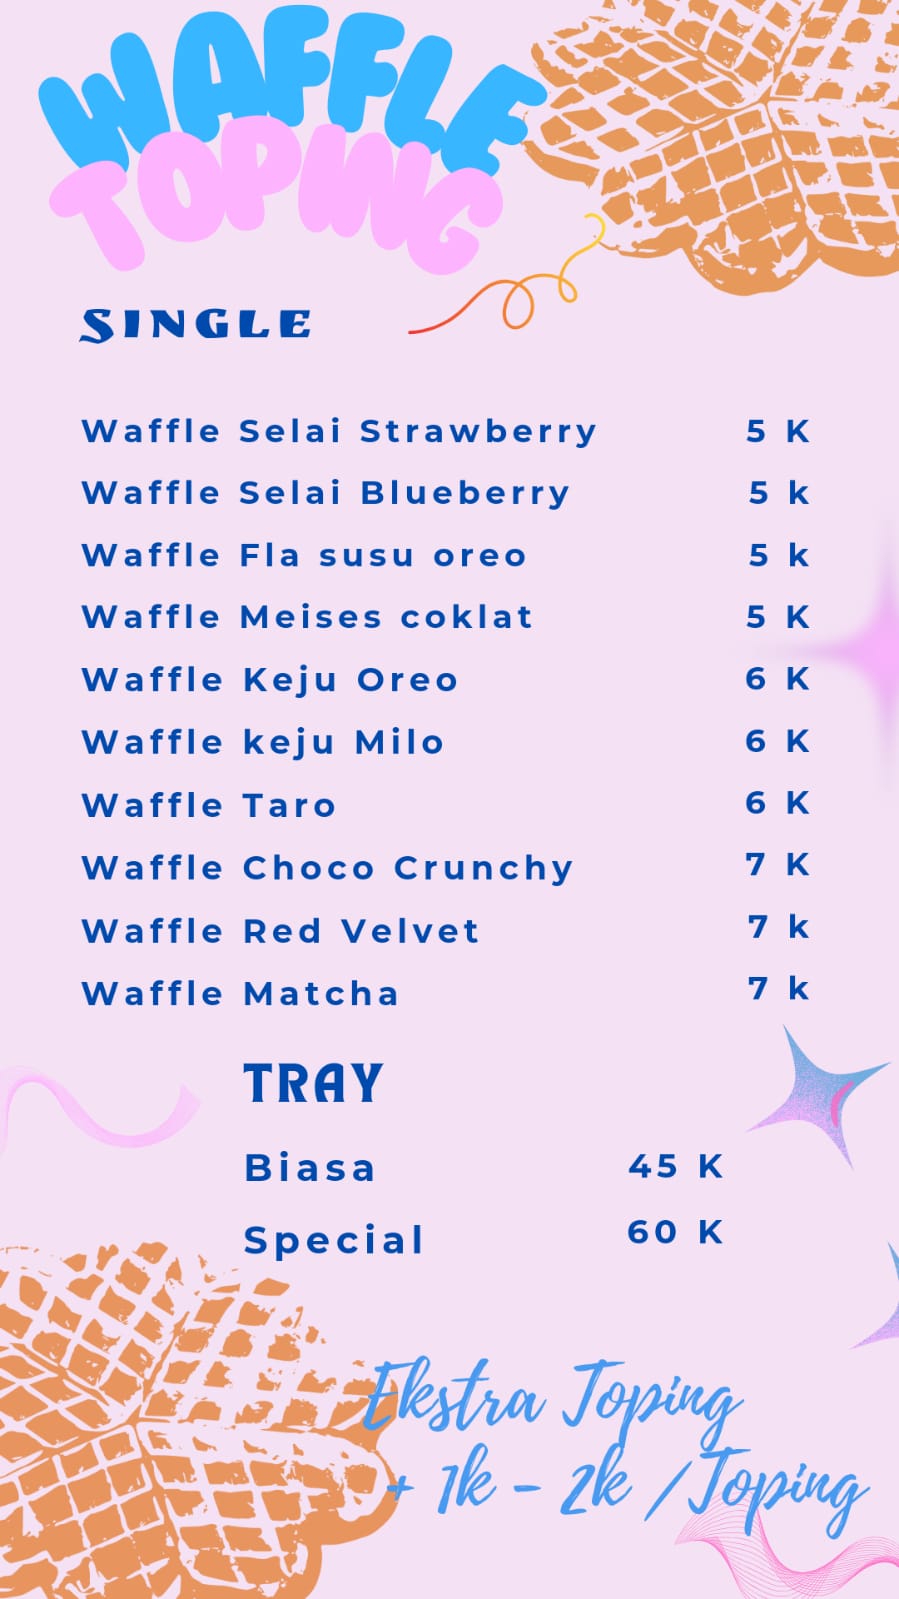 WAFFLE
TOPING
SINGLE
Waffle Selai Strawberry 5 K
Waffle Selai Blueberry 5 k
Waffle Fla susu oreo 5 k
Waffle Meises coklat 5 K
Waffle Keju Oreo 6 K
Waffle keju Milo 6 K
Waffle Taro 6 K
Waffle Choco Crunchy 7 K
Waffle Red Velvet 7 k
Waffle Matcha 7 k
TRAY
Biasa 45 K
Special 60 K
Ekstra Toping
+ 1k - 2k /Toping